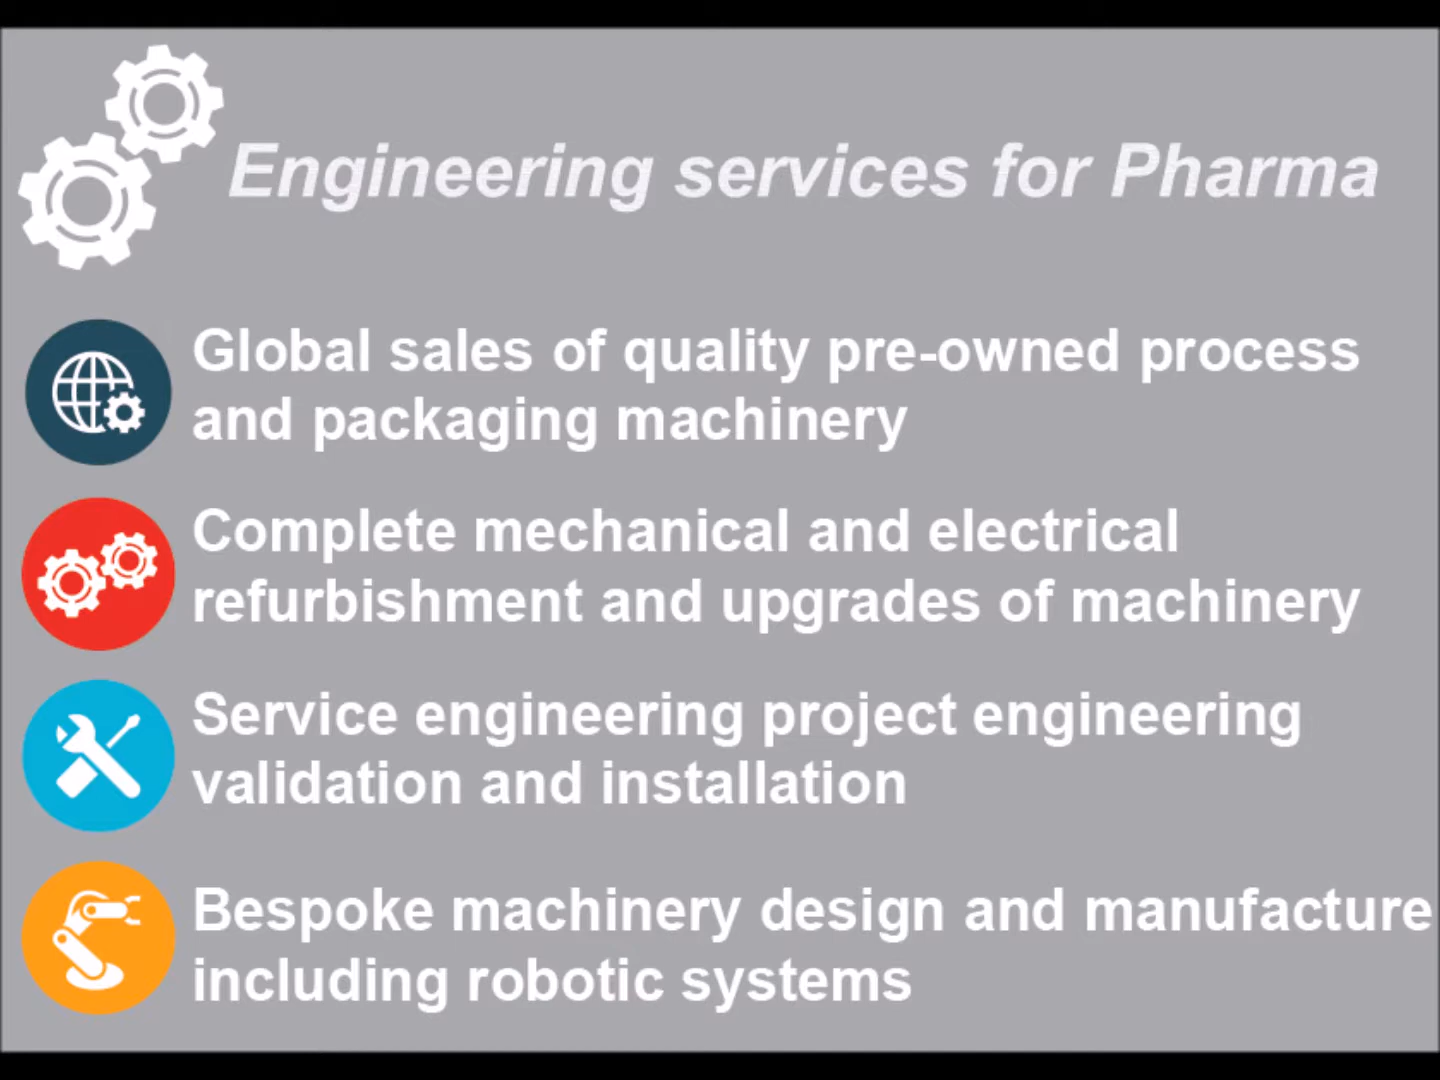 Engineering services for Pharma
Global sales of quality pre-owned process
and packaging machinery
Complete mechanical and electrical
refurbishment and upgrades of machinery
Service engineering project engineering
validation and installation
Bespoke machinery design and manufacture
including robotic systems